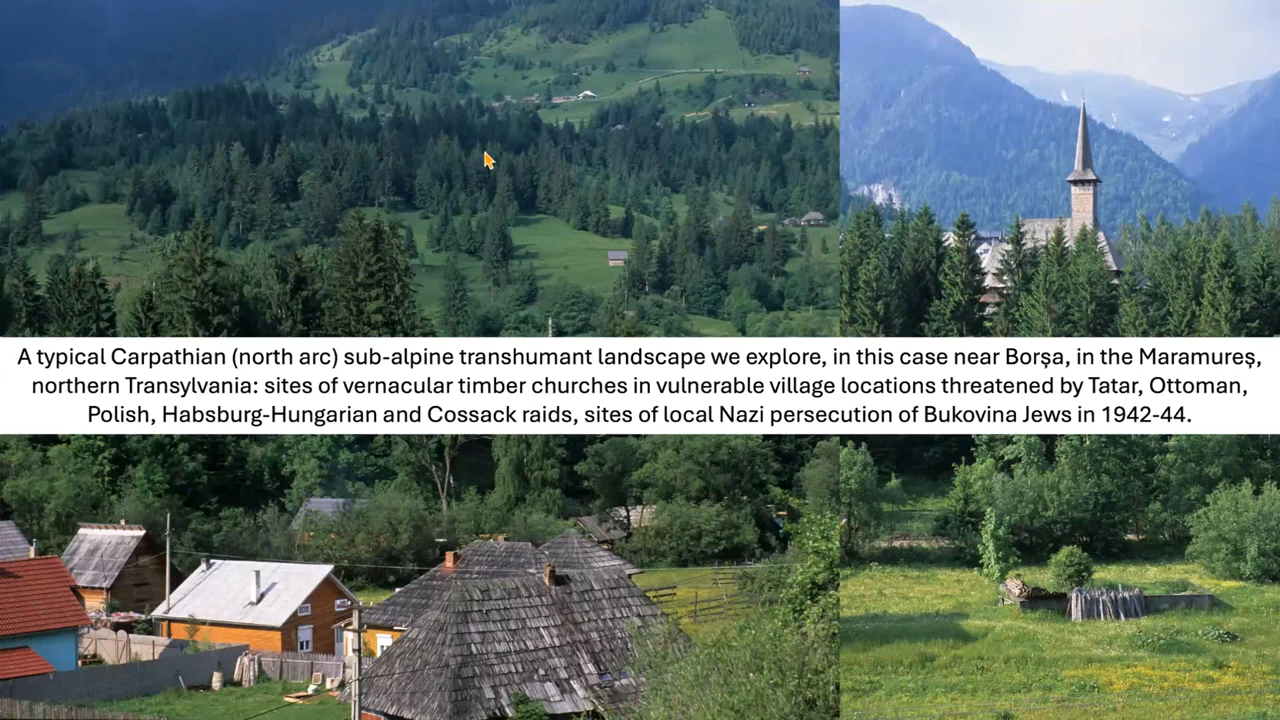 A typical Carpathian (north arc) sub-alpine transhumant landscape we explore, in this case near Borşa, in the Maramureş,
northern Transylvania: sites of vernacular timber churches in vulnerable village locations threatened by Tatar, Ottoman,
Polish, Habsburg-Hungarian and Cossack raids, sites of local Nazi persecution of Bukovina Jews in 1942-44.